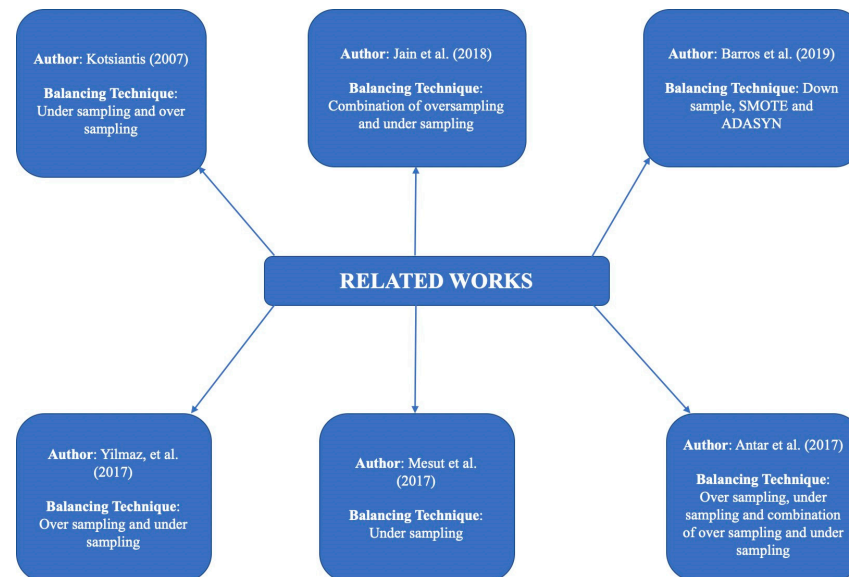 Author: Kotsiantis (2007)
Balancing Technique:
Under sampling and over
sampling
Author: Jain et al. (2018)
Balancing Technique:
Combination of oversampling
and under sampling
Author: Barros et al. (2019)
Balancing Technique: Down
sample, SMOTE and
ADASYN
RELATED WORKS
Author: Yilmaz, et al.
(2017)
Balancing Technique:
Over sampling and under
sampling
Author: Mesut et al.
(2017)
Balancing Technique:
Under sampling
Author: Antar et al. (2017)
Balancing Technique:
Over sampling, under
sampling and combination
of over sampling and under
sampling